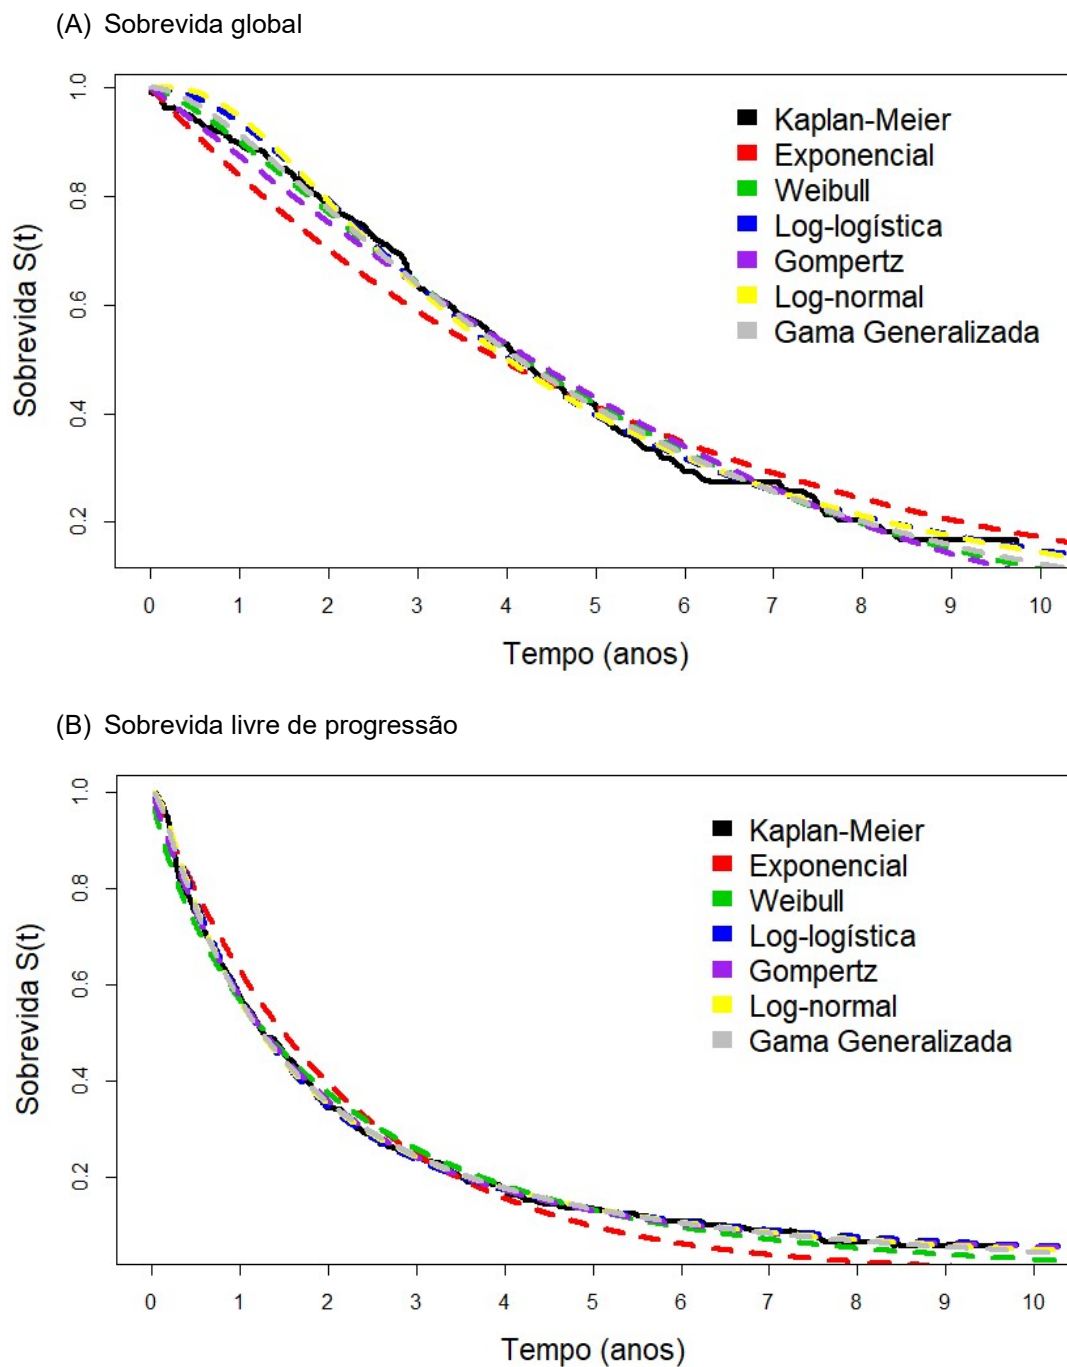 (A) Sobrevida global
Sobrevida S(t)
1.0
0.8
0.6
0.4
0.2
Kaplan-Meier
Exponencial
Weibull
Log-logística
Gompertz
Log-normal
Gama Generalizada
0 1 2 3 4 5 6 7 8 9 10
Tempo (anos)
(B) Sobrevida livre de progressão
Sobrevida S(t)
1.0
0.8
0.6
0.4
0.2
Kaplan-Meier
Exponencial
Weibull
Log-logística
Gompertz
Log-normal
Gama Generalizada
0 1 2 3 4 5 6 7 8 9 10
Tempo (anos)